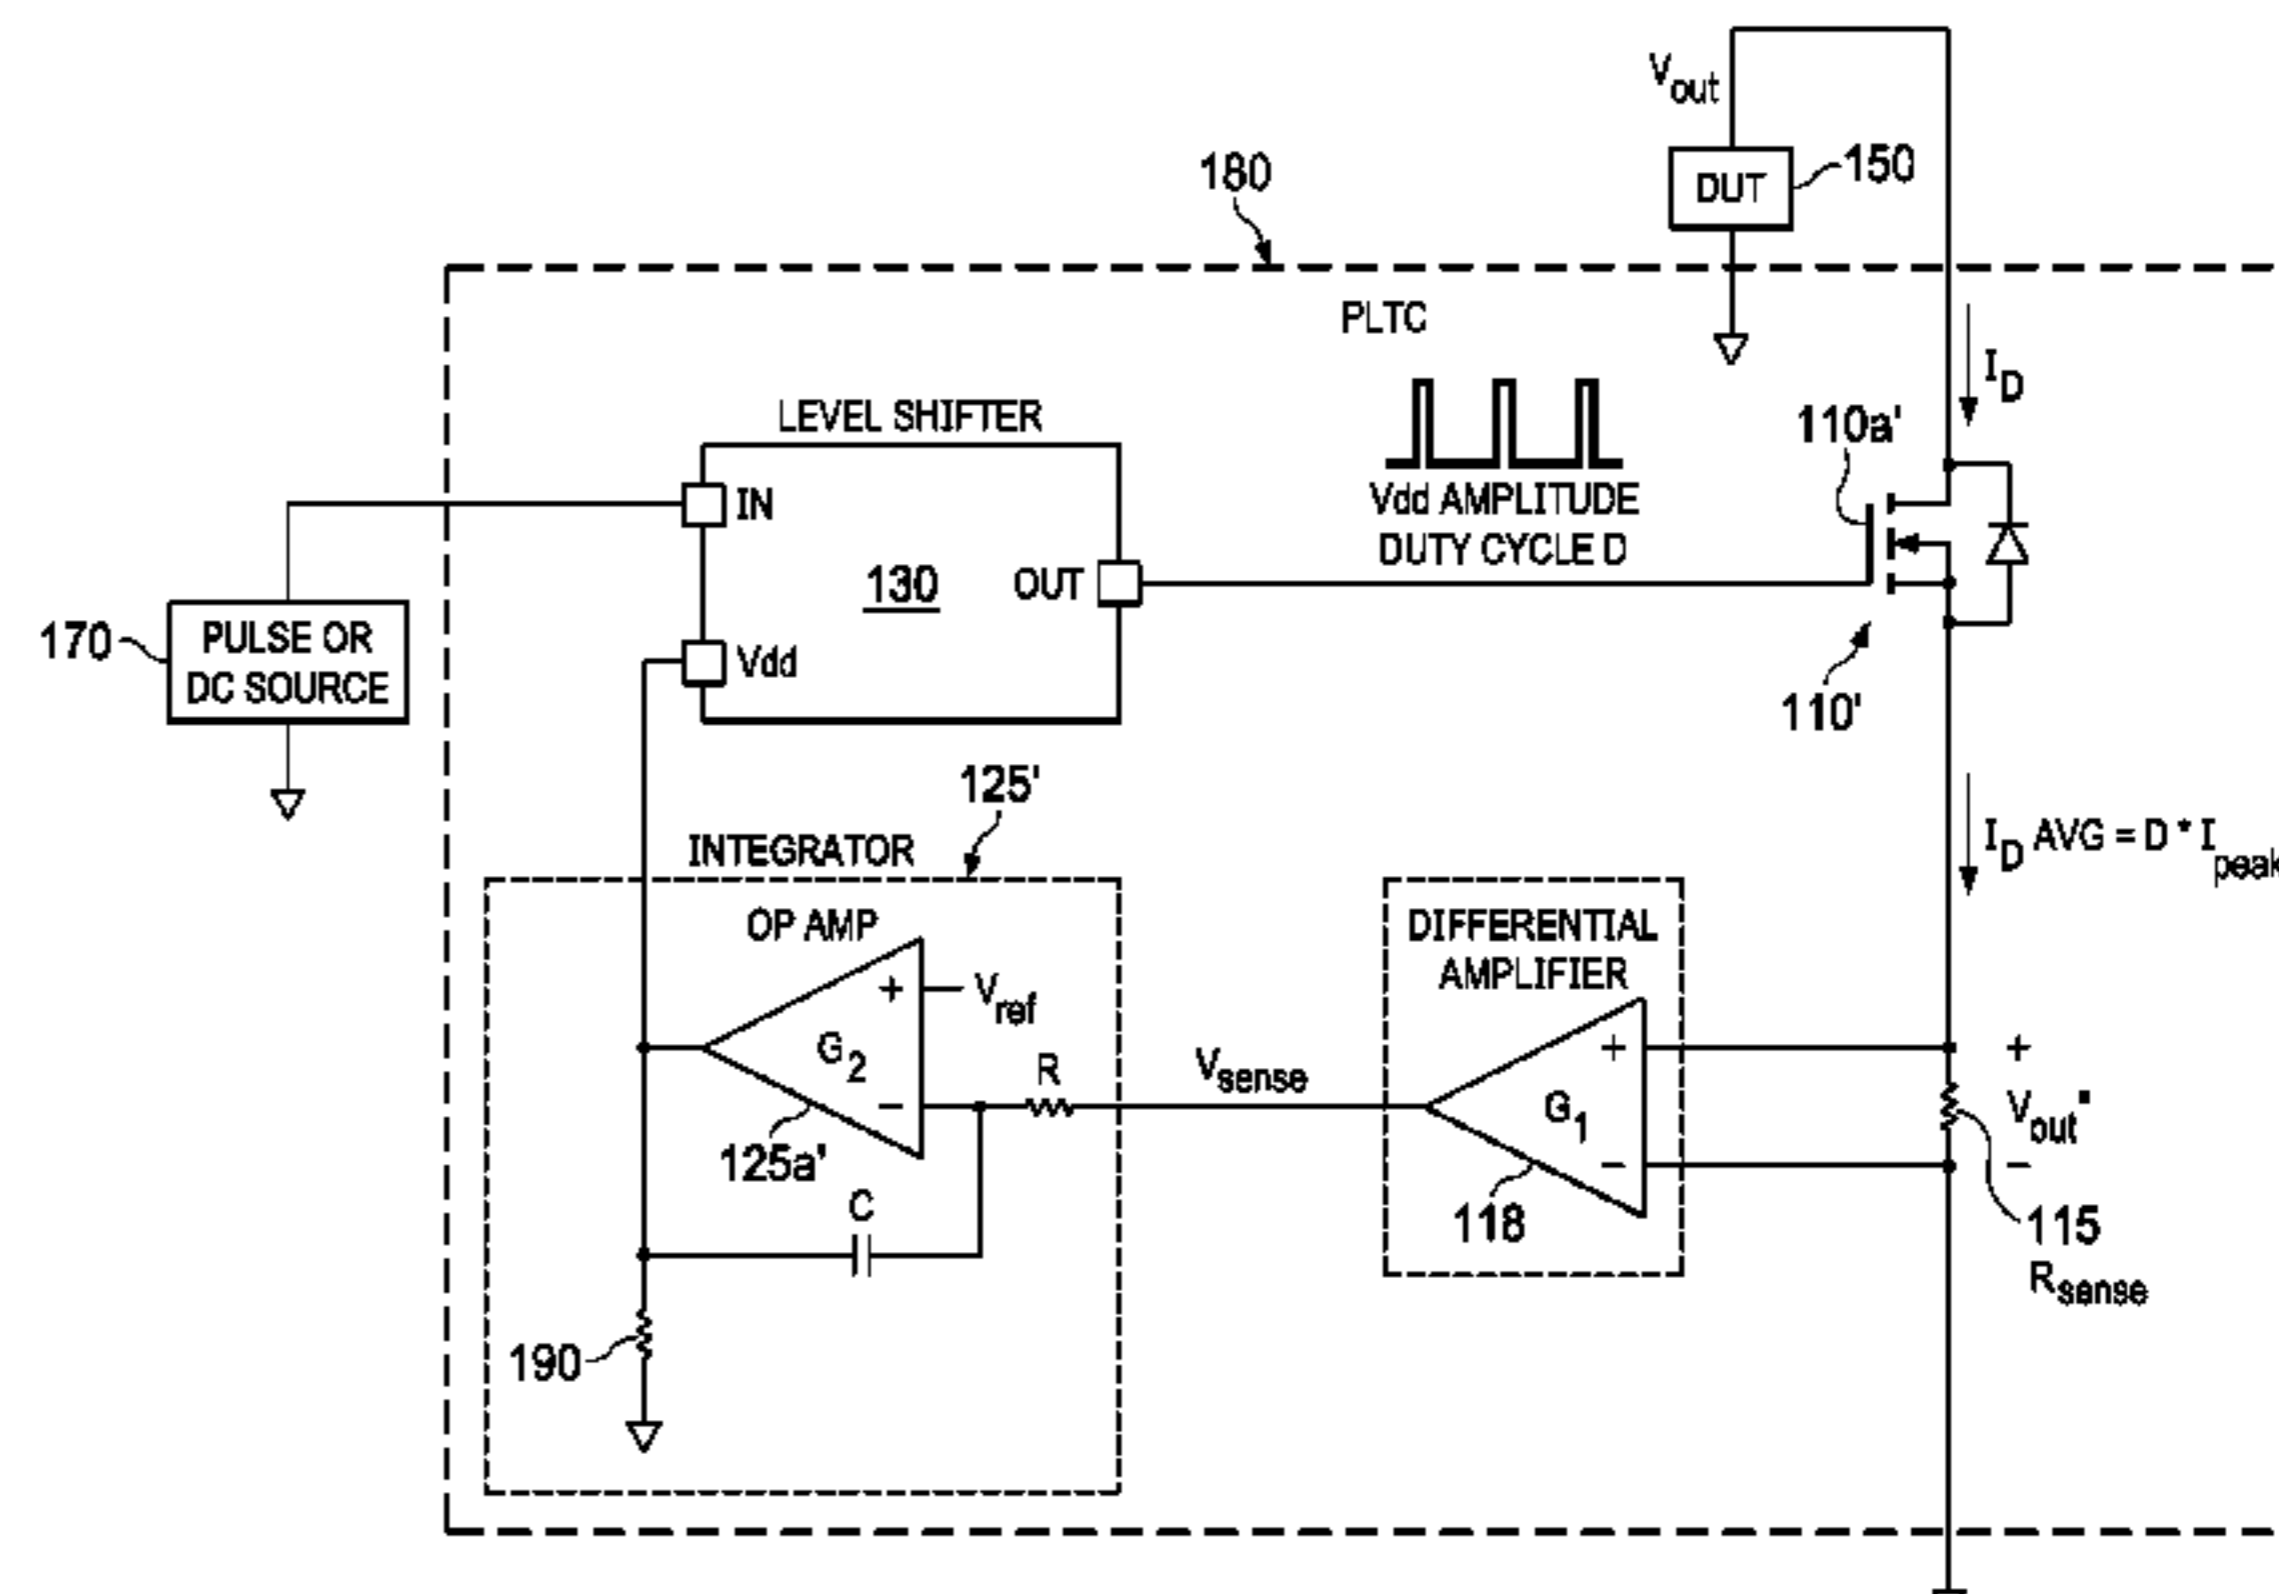 Vout
180
DUT
150
PLTC
ID
LEVEL SHIFTER
110a'
IN
Vdd AMPLITUDE
DUTY CYCLE D
OUT
130
170
PULSE OR
DC SOURCE
Vdd
110'
125'
INTEGRATOR
ID AVG = D * Ipeak
OP AMP
DIFFERENTIAL
AMPLIFIER
+
Vref
G2
R
Vsense
+
G1
+
Vout"
−
−
−
125a'
C
118
115
Rsense
190